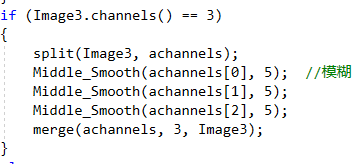 if (Image3.channels() == 3)
{
split(Image3, achannels);
Middle_Smooth(achannels[0], 5);  //模糊
Middle_Smooth(achannels[1], 5);
Middle_Smooth(achannels[2], 5);
merge(achannels, 3, Image3);
}